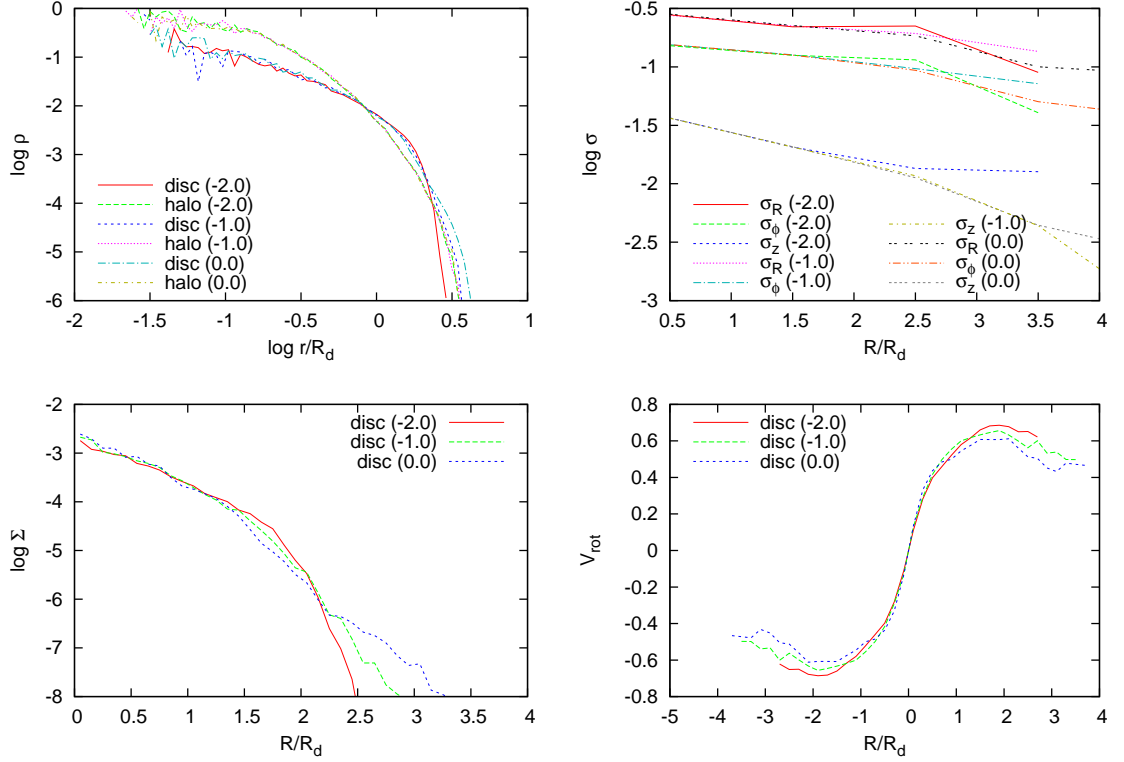 0
-1
-2
-3
-4
-5
-6
log ρ
disc (-2.0)
halo (-2.0)
disc (-1.0)
halo (-1.0)
disc (0.0)
halo (0.0)
-2 -1.5 -1 -0.5 0 0.5 1
log r/R_d
-0.5
-1
-1.5
-2
-2.5
-3
log σ
σ_R (-2.0)
σ_ϕ (-2.0)
σ_z (-2.0)
σ_R (-1.0)
σ_ϕ (-1.0)
σ_z (-1.0)
σ_R (0.0)
σ_ϕ (0.0)
σ_z (0.0)
0.5 1 1.5 2 2.5 3 3.5 4
R/R_d
-2
-3
-4
-5
-6
-7
-8
log Σ
disc (-2.0)
disc (-1.0)
disc (0.0)
0 0.5 1 1.5 2 2.5 3 3.5 4
R/R_d
0.8
0.6
0.4
0.2
0
-0.2
-0.4
-0.6
-0.8
V_rot
disc (-2.0)
disc (-1.0)
disc (0.0)
-5 -4 -3 -2 -1 0 1 2 3 4 5
R/R_d